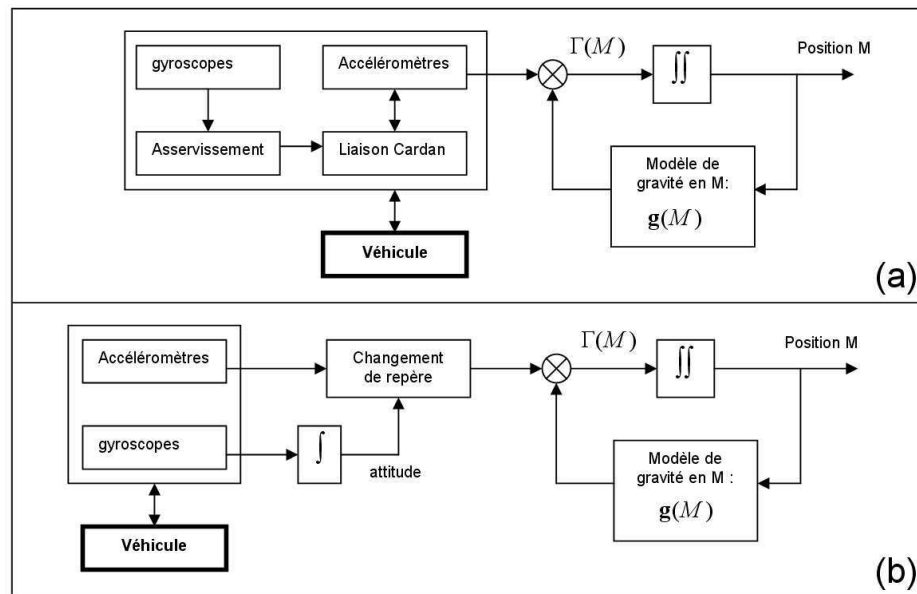 gyroscopes
Accéléromètres
Γ(M)
∬
Position M
Asservissement
Liaison Cardan
Modèle de
gravité en M:
g(M)
Véhicule
(a)
Accéléromètres
Changement
de repère
Γ(M)
∬
Position M
gyroscopes
∫
attitude
Modèle de
gravité en M :
g(M)
Véhicule
(b)